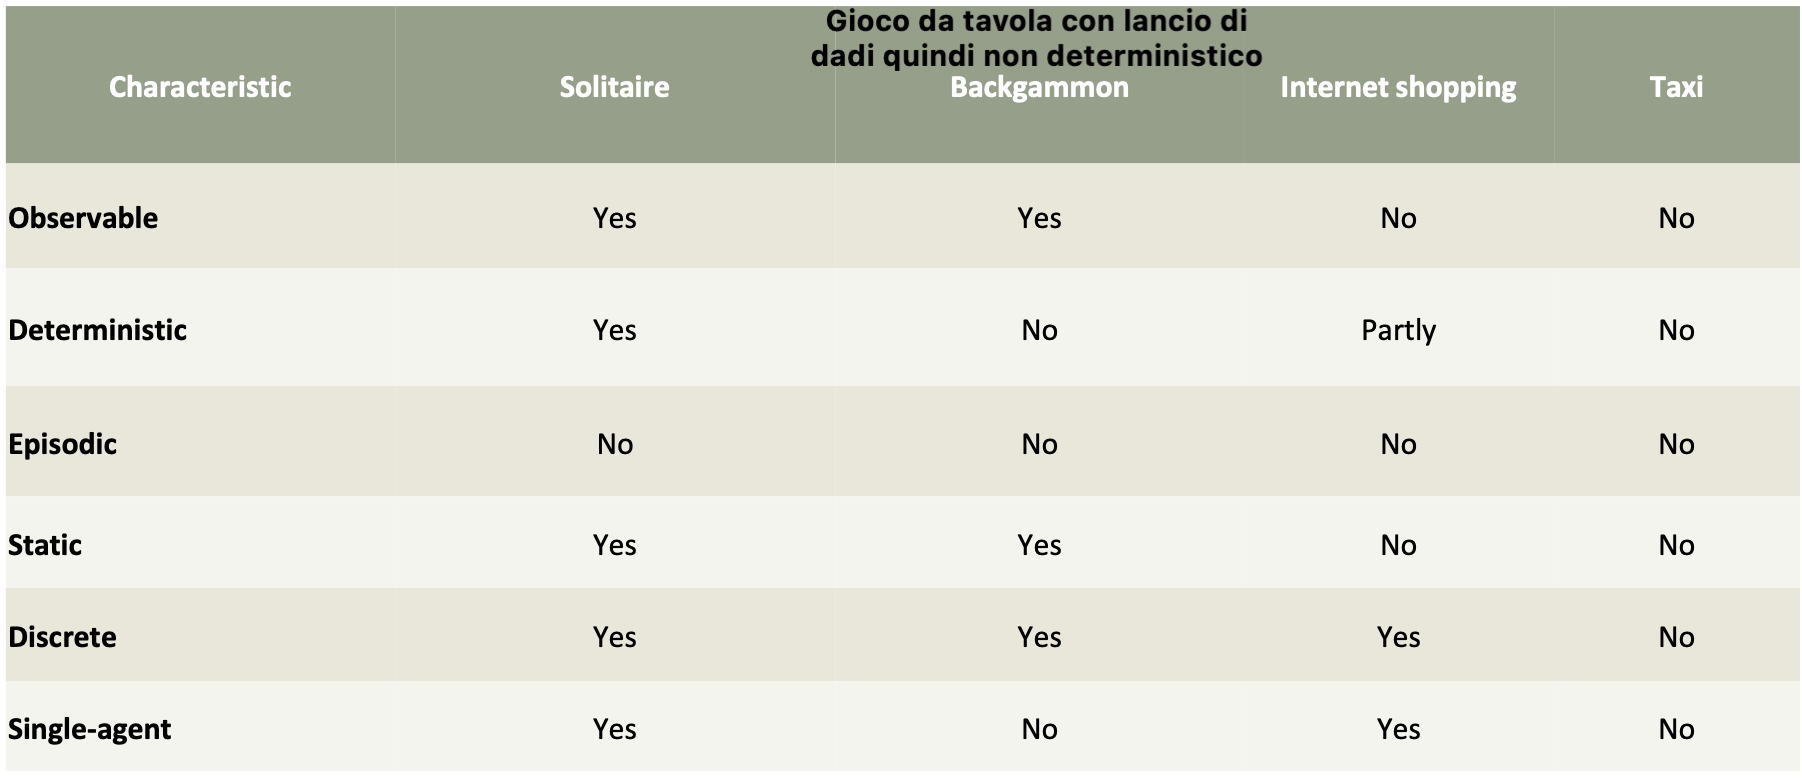 Gioco da tavola con lancio di
dadi quindi non deterministico
Characteristic Solitaire Backgammon Internet shopping Taxi
Observable Yes Yes No No
Deterministic Yes No Partly No
Episodic No No No No
Static Yes Yes No No
Discrete Yes Yes Yes No
Single-agent Yes No Yes No